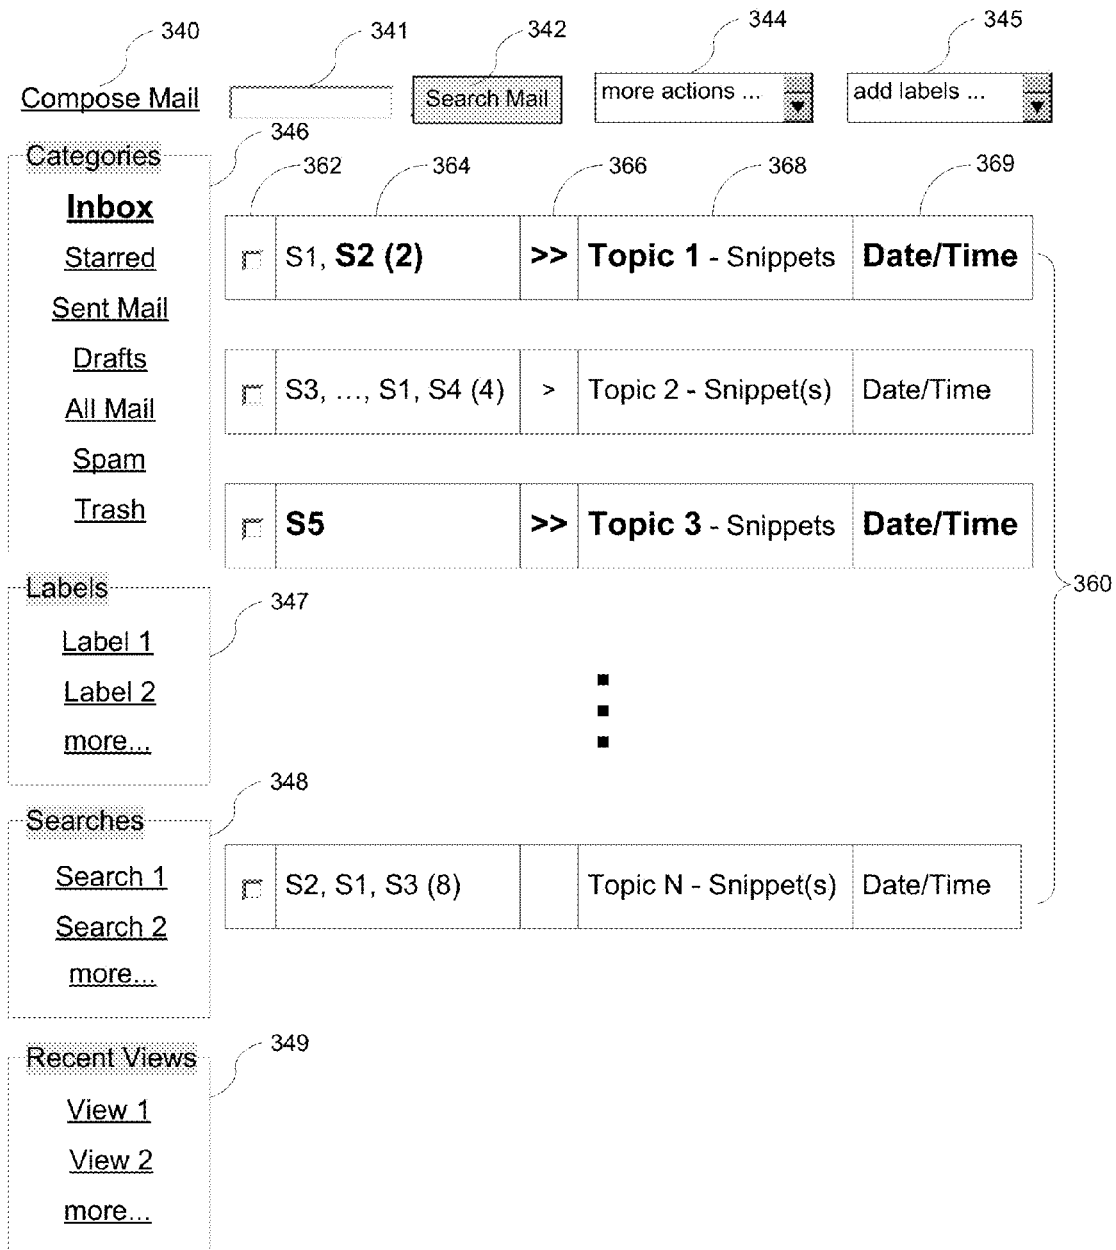 340 341 342 344 345
Compose Mail Search Mail more actions ... add labels ...
346
Categories
362 364 366 368 369
Inbox
S1, S2 (2) >> Topic 1 - Snippets Date/Time
Starred
Sent Mail
Drafts
S3, ..., S1, S4 (4) > Topic 2 - Snippet(s) Date/Time
All Mail
Spam
Trash
S5 >> Topic 3 - Snippets Date/Time
360
Labels
347
Label 1
Label 2
more...
348
Searches
Search 1
S2, S1, S3 (8) Topic N - Snippet(s) Date/Time
Search 2
more...
349
Recent Views
View 1
View 2
more...